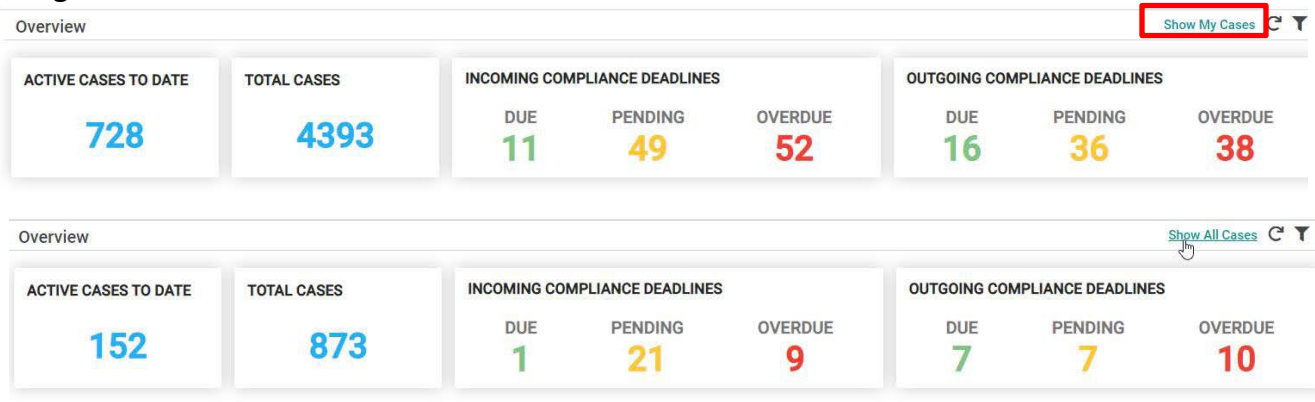 Overview Show My Cases
ACTIVE CASES TO DATE TOTAL CASES INCOMING COMPLIANCE DEADLINES OUTGOING COMPLIANCE DEADLINES
DUE PENDING OVERDUE DUE PENDING OVERDUE
728 4393 11 49 52 16 36 38
Overview Show All Cases
ACTIVE CASES TO DATE TOTAL CASES INCOMING COMPLIANCE DEADLINES OUTGOING COMPLIANCE DEADLINES
DUE PENDING OVERDUE DUE PENDING OVERDUE
152 873 1 21 9 7 7 10